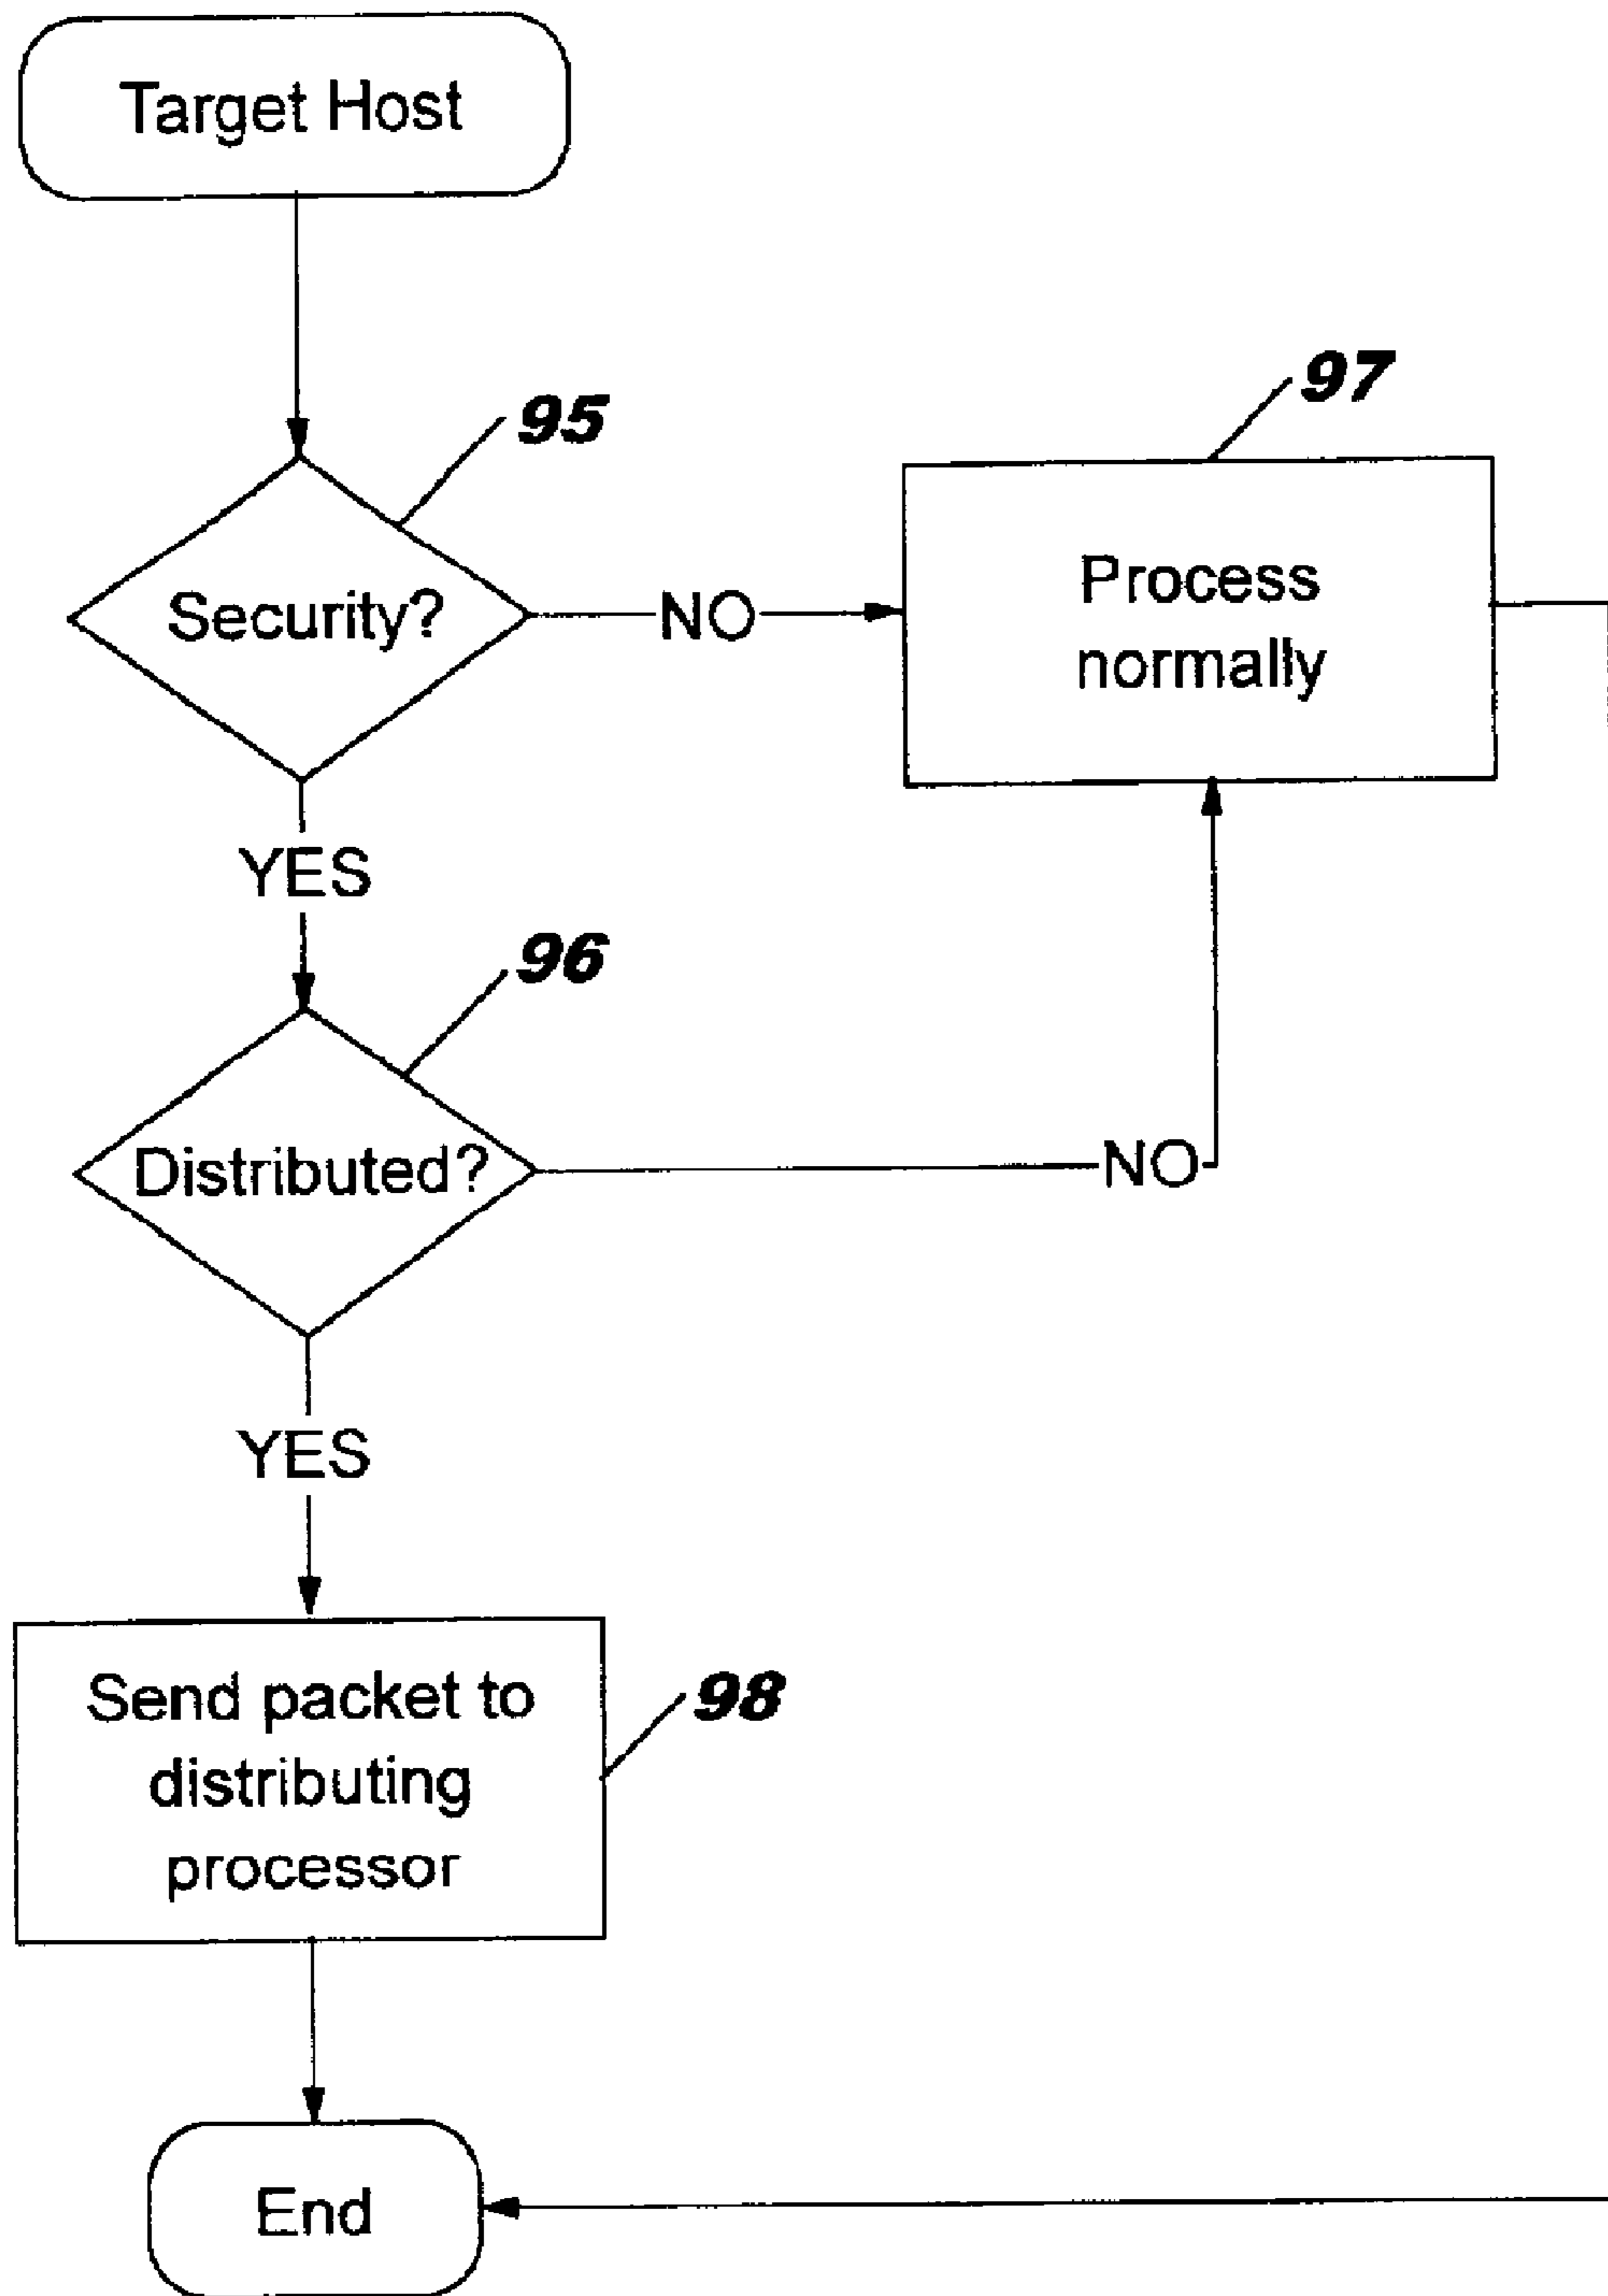 Target Host
95
Security?
NO
97
Process
normally
YES
96
Distributed?
NO
YES
Send packet to
distributing
processor
98
End